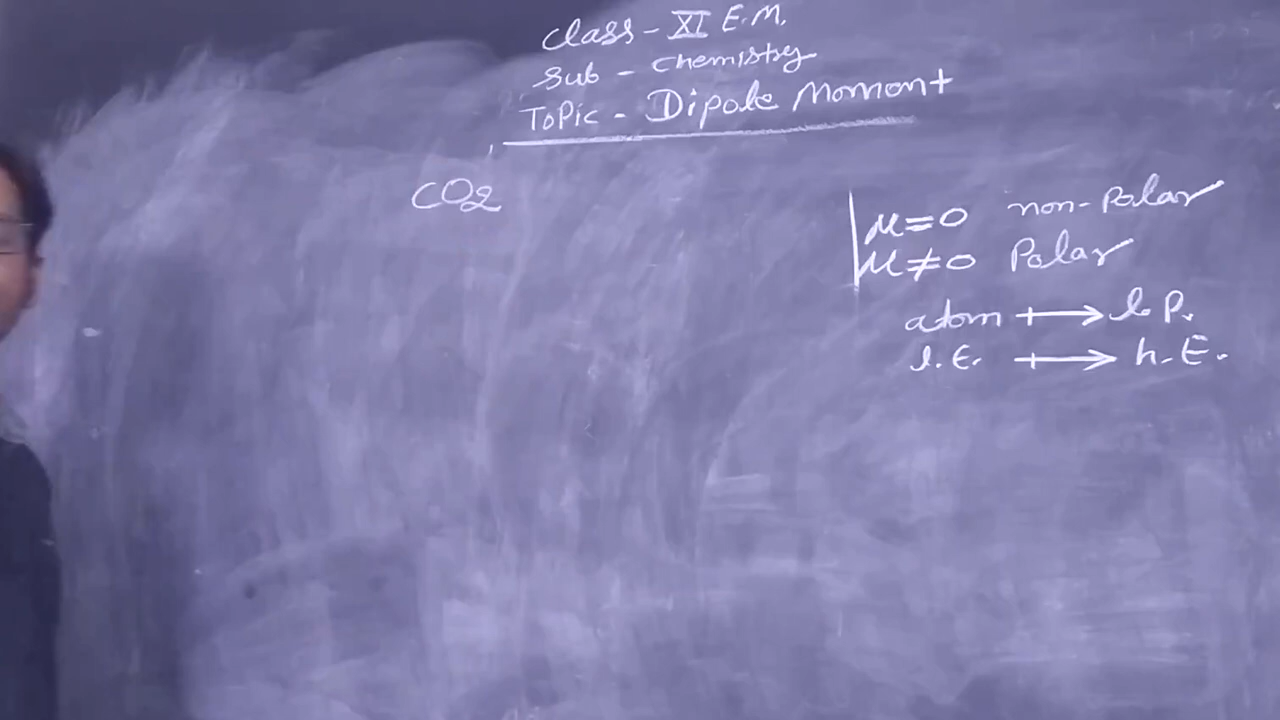 Class - XI E.M.
Sub - Chemistry
Topic - Dipole Moment
CO2
μ=0 non-Polar
μ≠0 Polar
atom ⟼ l.P.
l.E. ⟼ h.E.